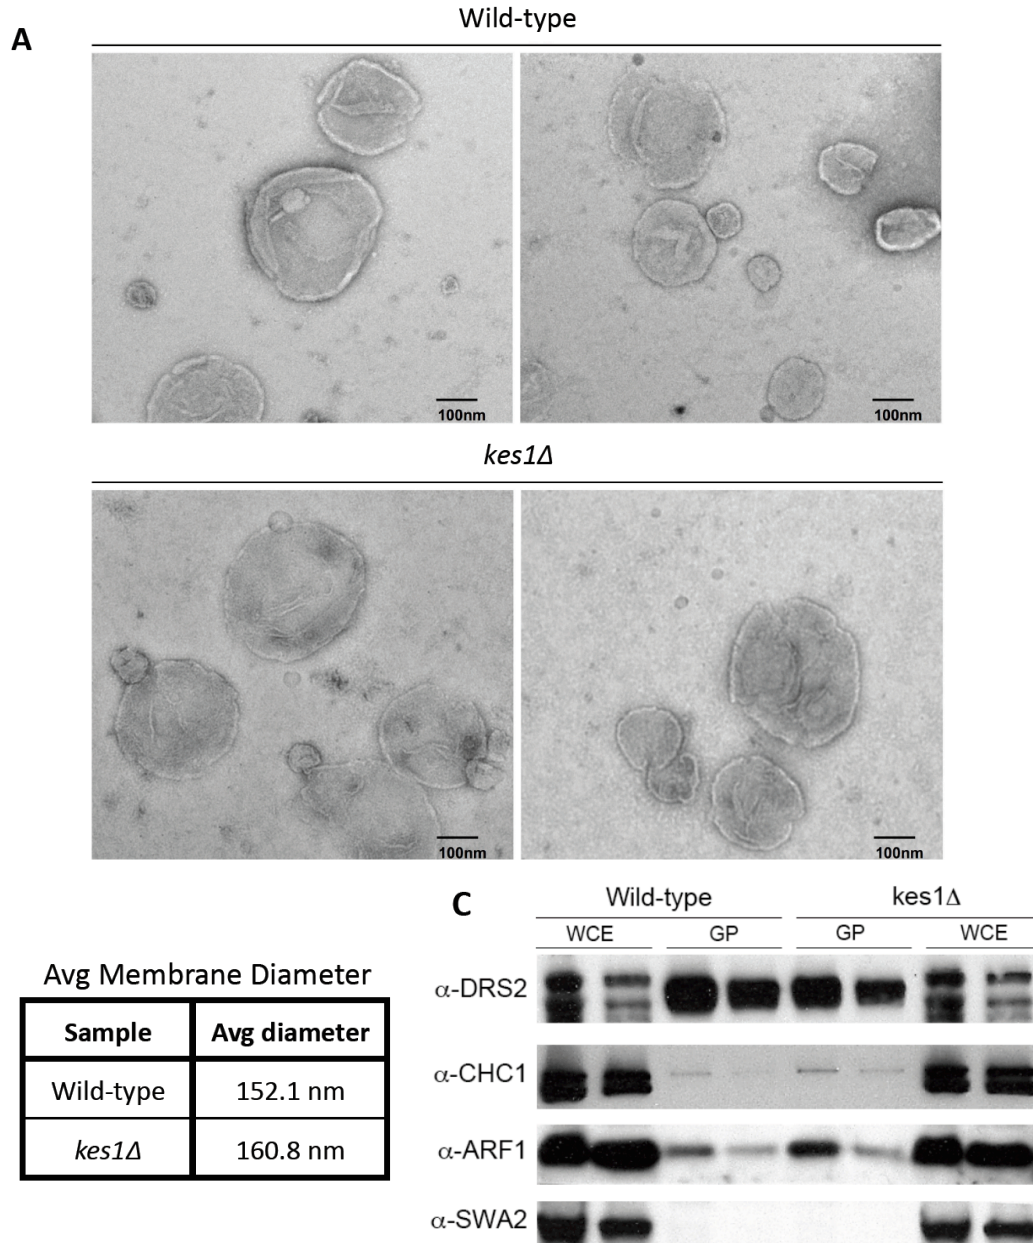 A
Wild-type
100nm
100nm
kes1Δ
100nm
100nm
Avg Membrane Diameter
Sample Avg diameter
Wild-type 152.1 nm
kes1Δ 160.8 nm
C
Wild-type kes1Δ
WCE GP GP WCE
α-DRS2
α-CHC1
α-ARF1
α-SWA2